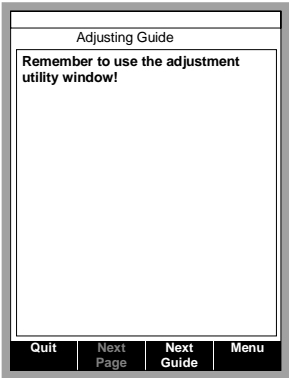 Adjusting Guide
Remember to use the adjustment
utility window!
Quit Next Next Menu
Page Guide